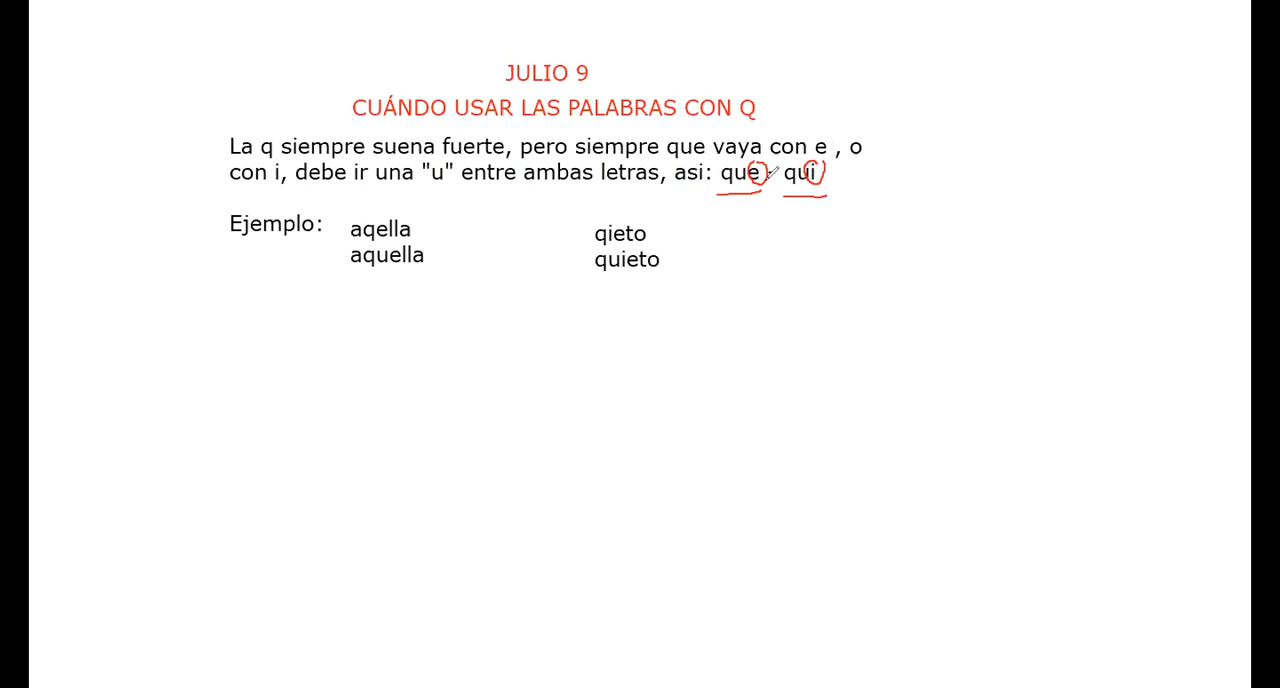 JULIO 9
CUÁNDO USAR LAS PALABRAS CON Q
La q siempre suena fuerte, pero siempre que vaya con e , o
con i, debe ir una "u" entre ambas letras, asi: que qui
Ejemplo: aqella qieto
aquella quieto